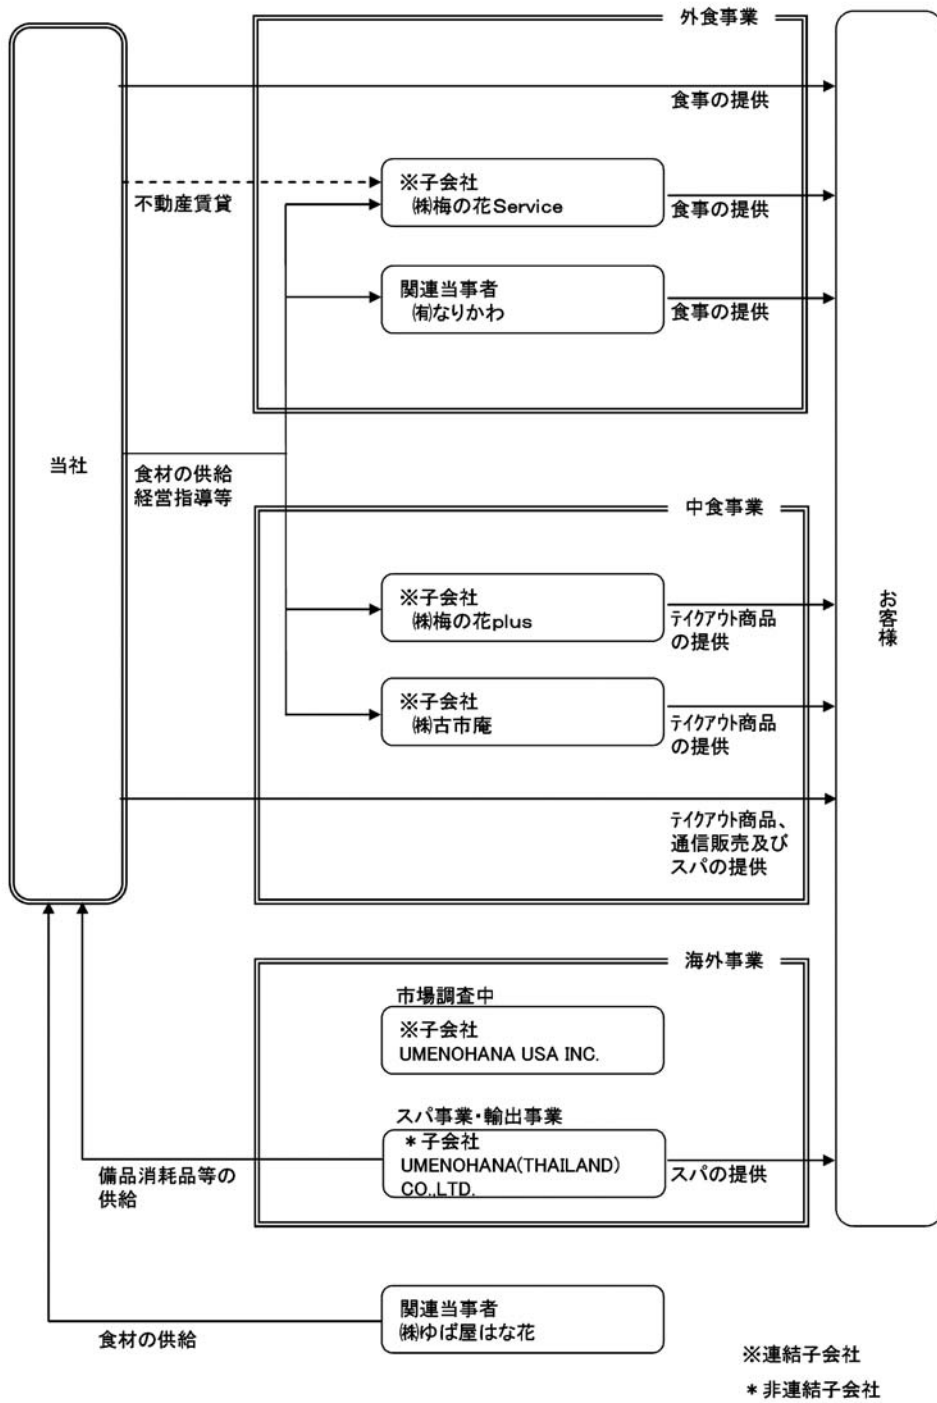 外食事業
食事の提供
※子会社
㈱梅の花Service
不動産賃貸
食事の提供
関連当事者
㈲なりかわ
食事の提供
当社
食材の供給
経営指導等
中食事業
お客様
※子会社
㈱梅の花plus
ﾃｲｸｱｳﾄ商品
の提供
※子会社
㈱古市庵
ﾃｲｸｱｳﾄ商品
の提供
ﾃｲｸｱｳﾄ商品、
通信販売及び
スパの提供
海外事業
市場調査中
※子会社
UMENOHANA USA INC.
スパ事業・輸出事業
＊子会社
UMENOHANA(THAILAND)
CO.,LTD.
備品消耗品等の
供給
スパの提供
関連当事者
㈱ゆば屋はな花
食材の供給
※連結子会社
＊非連結子会社